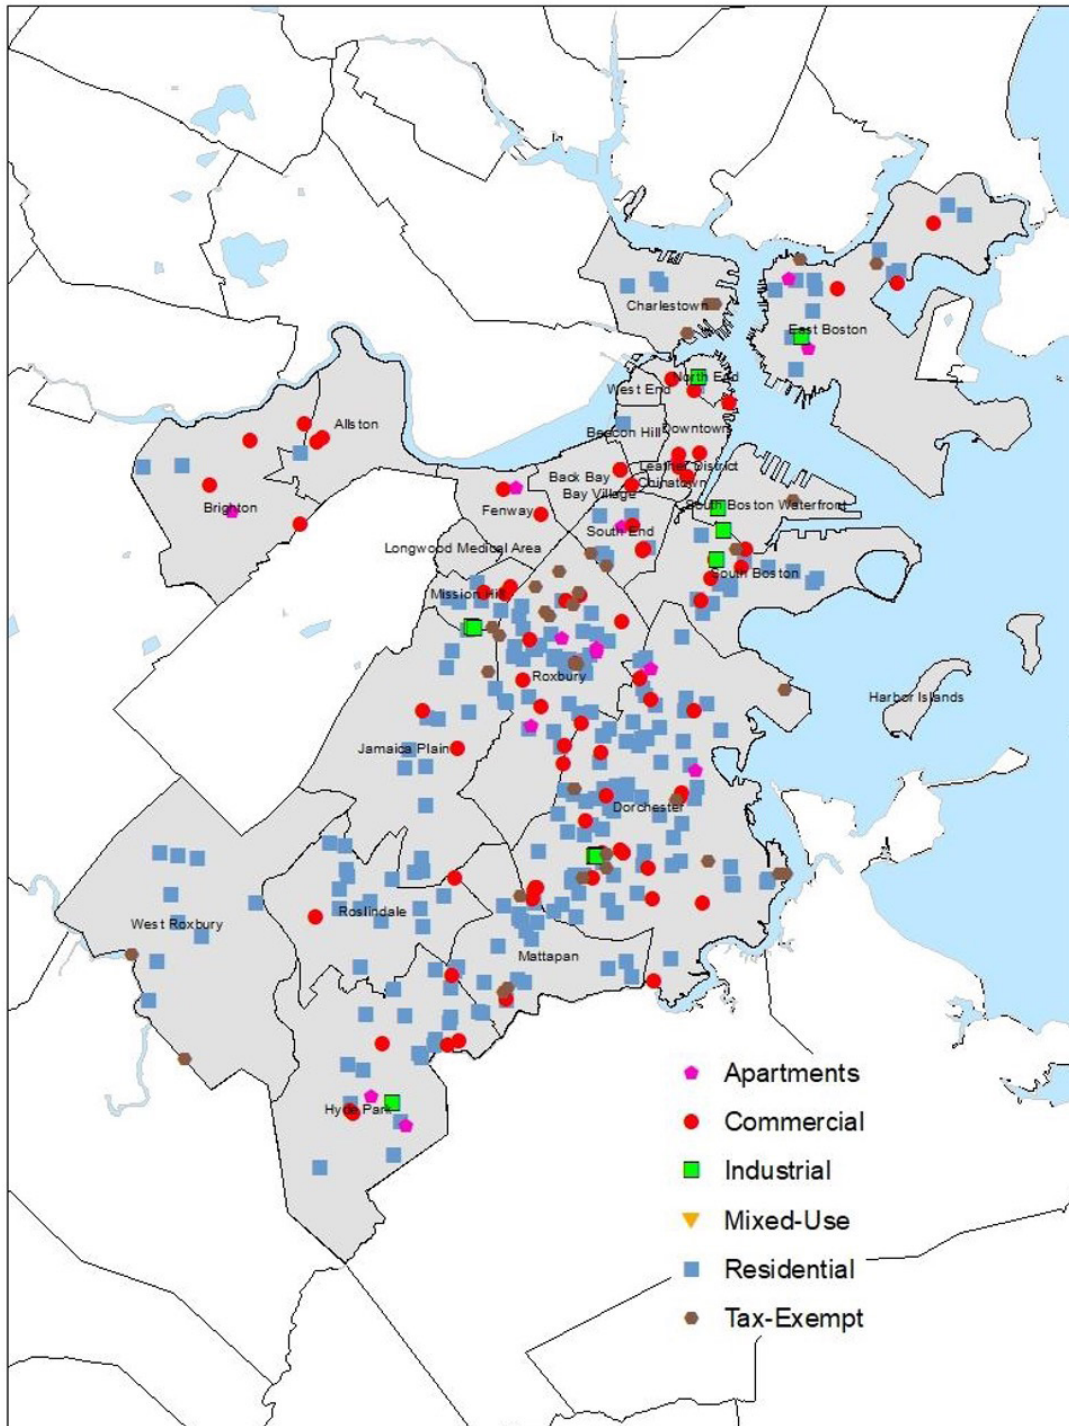 Charlestown
East Boston
North End
West End
Allston
Beacon Hill
Downtown
Leather District
Back Bay
Chinatown
Bay Village
Brighton
Fenway
South Boston Waterfront
South End
Longwood Medical Area
South Boston
Mission Hill
Roxbury
Harbor Islands
Jamaica Plain
Dorchester
Roslindale
West Roxbury
Mattapan
Hyde Park
Apartments
Commercial
Industrial
Mixed-Use
Residential
Tax-Exempt